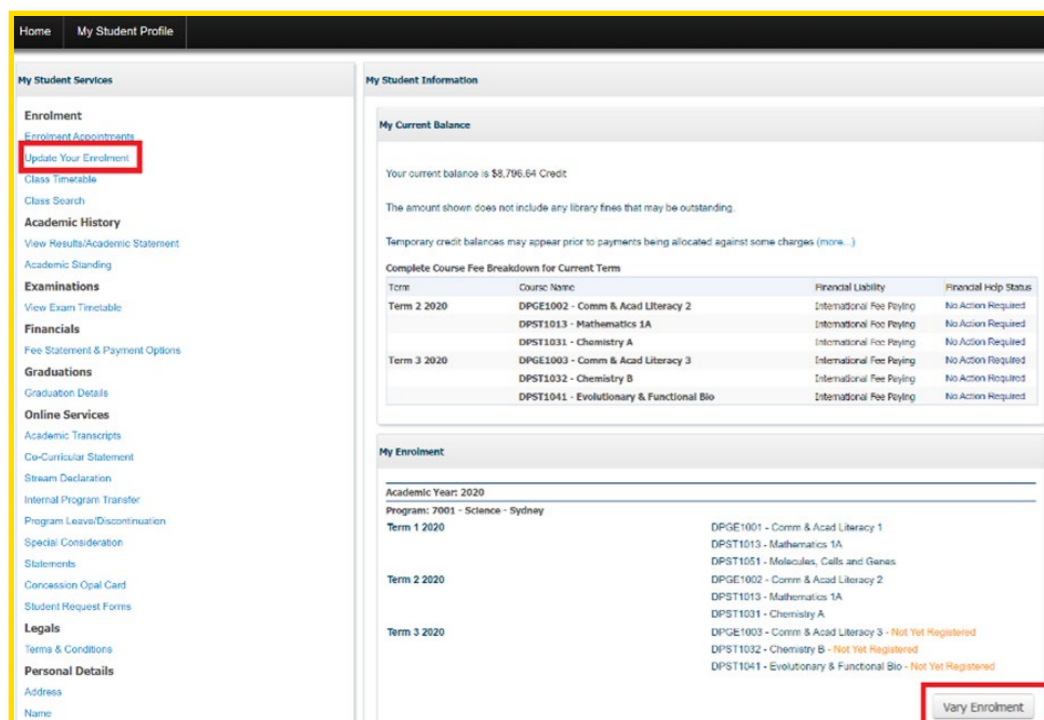 Home My Student Profile
My Student Services
Enrolment
Enrolment Appointments
Update Your Enrolment
Class Timetable
Class Search
Academic History
View Results/Academic Statement
Academic Standing
Examinations
View Exam Timetable
Financials
Fee Statement & Payment Options
Graduations
Graduation Details
Online Services
Academic Transcripts
Co-Curricular Statement
Stream Declaration
Internal Program Transfer
Program Leave/Discontinuation
Special Consideration
Statements
Concession Opal Card
Student Request Forms
Legals
Terms & Conditions
Personal Details
Address
Name
My Student Information
My Current Balance
Your current balance is $8,796.64 Credit
The amount shown does not include any library fines that may be outstanding.
Temporary credit balances may appear prior to payments being allocated against some charges (more...)
Complete Course Fee Breakdown for Current Term
Term Course Name Financial Liability Financial Help Status
Term 2 2020 DPGE1002 - Comm & Acad Literacy 2 International Fee Paying No Action Required
DPST1013 - Mathematics 1A International Fee Paying No Action Required
DPST1031 - Chemistry A International Fee Paying No Action Required
Term 3 2020 DPGE1003 - Comm & Acad Literacy 3 International Fee Paying No Action Required
DPST1032 - Chemistry B International Fee Paying No Action Required
DPST1041 - Evolutionary & Functional Bio International Fee Paying No Action Required
My Enrolment
Academic Year: 2020
Program: 7001 - Science - Sydney
Term 1 2020 DPGE1001 - Comm & Acad Literacy 1
DPST1013 - Mathematics 1A
DPST1051 - Molecules, Cells and Genes
Term 2 2020 DPGE1002 - Comm & Acad Literacy 2
DPST1013 - Mathematics 1A
DPST1031 - Chemistry A
Term 3 2020 DPGE1003 - Comm & Acad Literacy 3 - Not Yet Registered
DPST1032 - Chemistry B - Not Yet Registered
DPST1041 - Evolutionary & Functional Bio - Not Yet Registered
Vary Enrolment